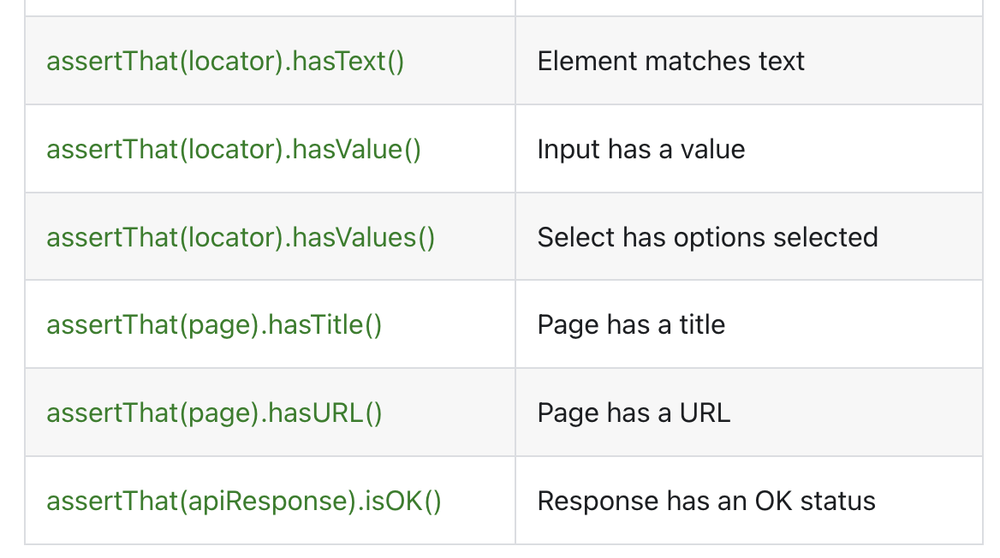 assertThat(locator).hasText()
Element matches text
assertThat(locator).hasValue()
Input has a value
assertThat(locator).hasValues()
Select has options selected
assertThat(page).hasTitle()
Page has a title
assertThat(page).hasURL()
Page has a URL
assertThat(apiResponse).isOK()
Response has an OK status